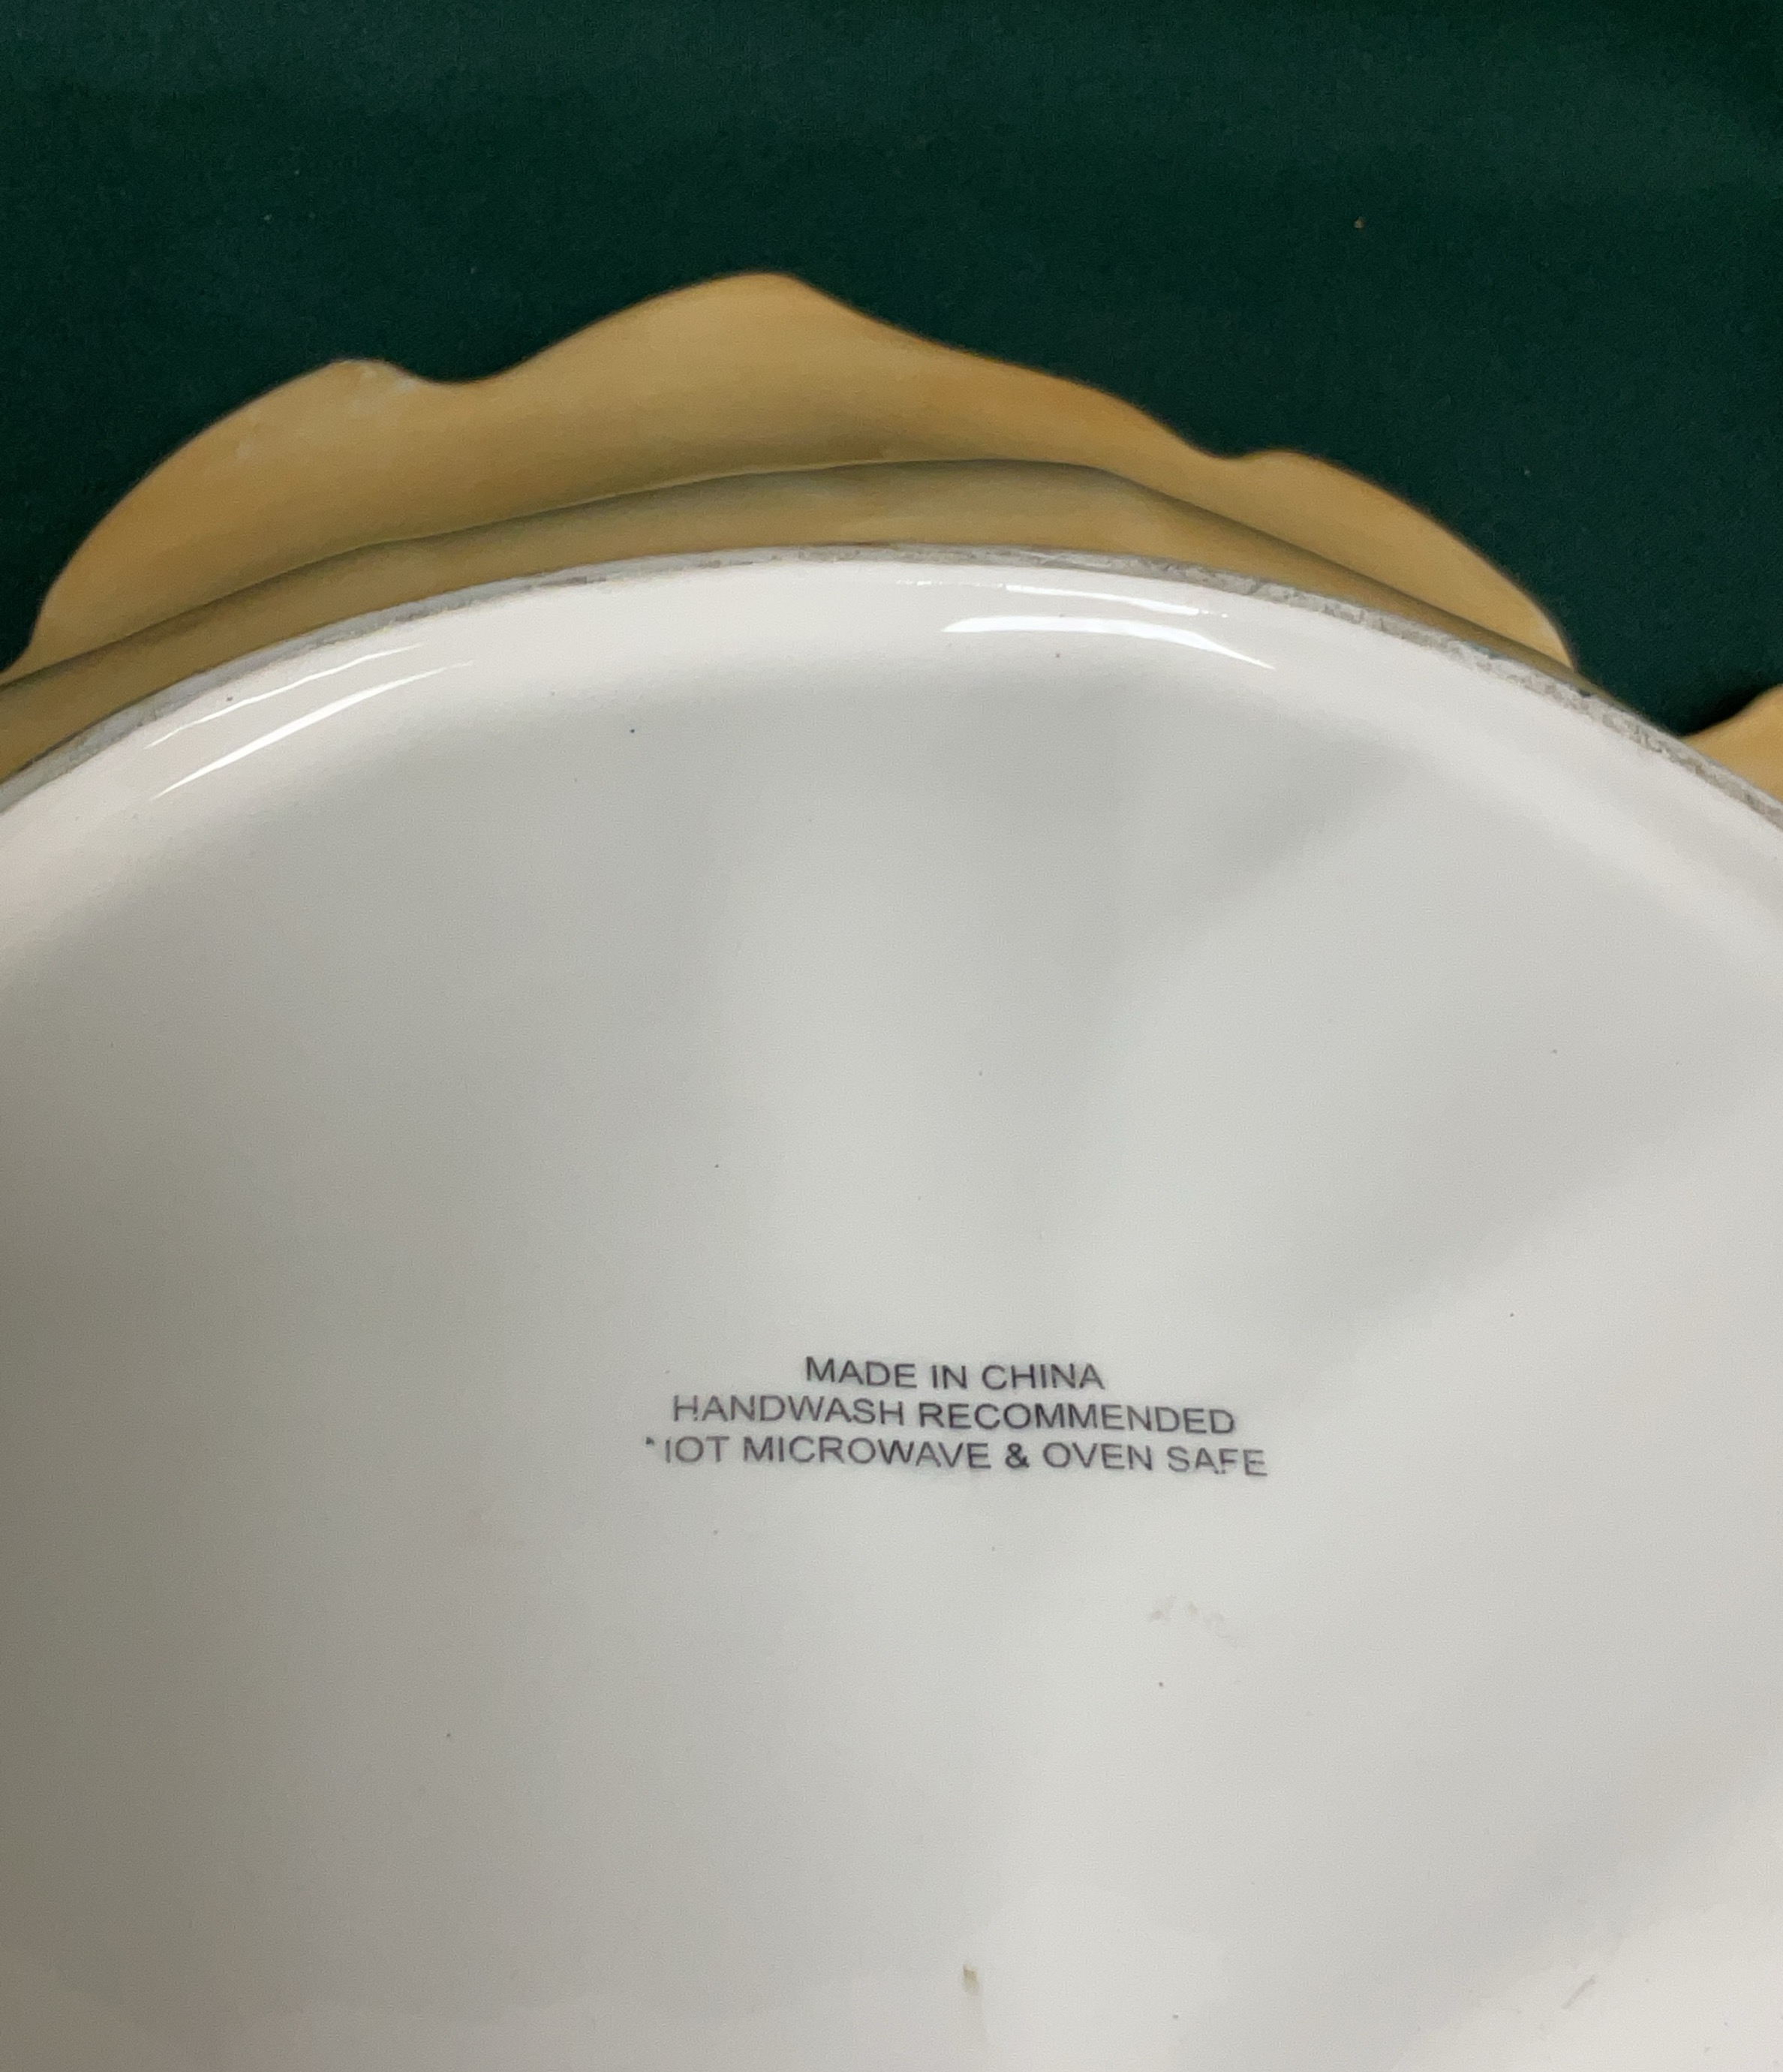 MADE IN CHINA
HANDWASH RECOMMENDED
NOT MICROWAVE & OVEN SAFE